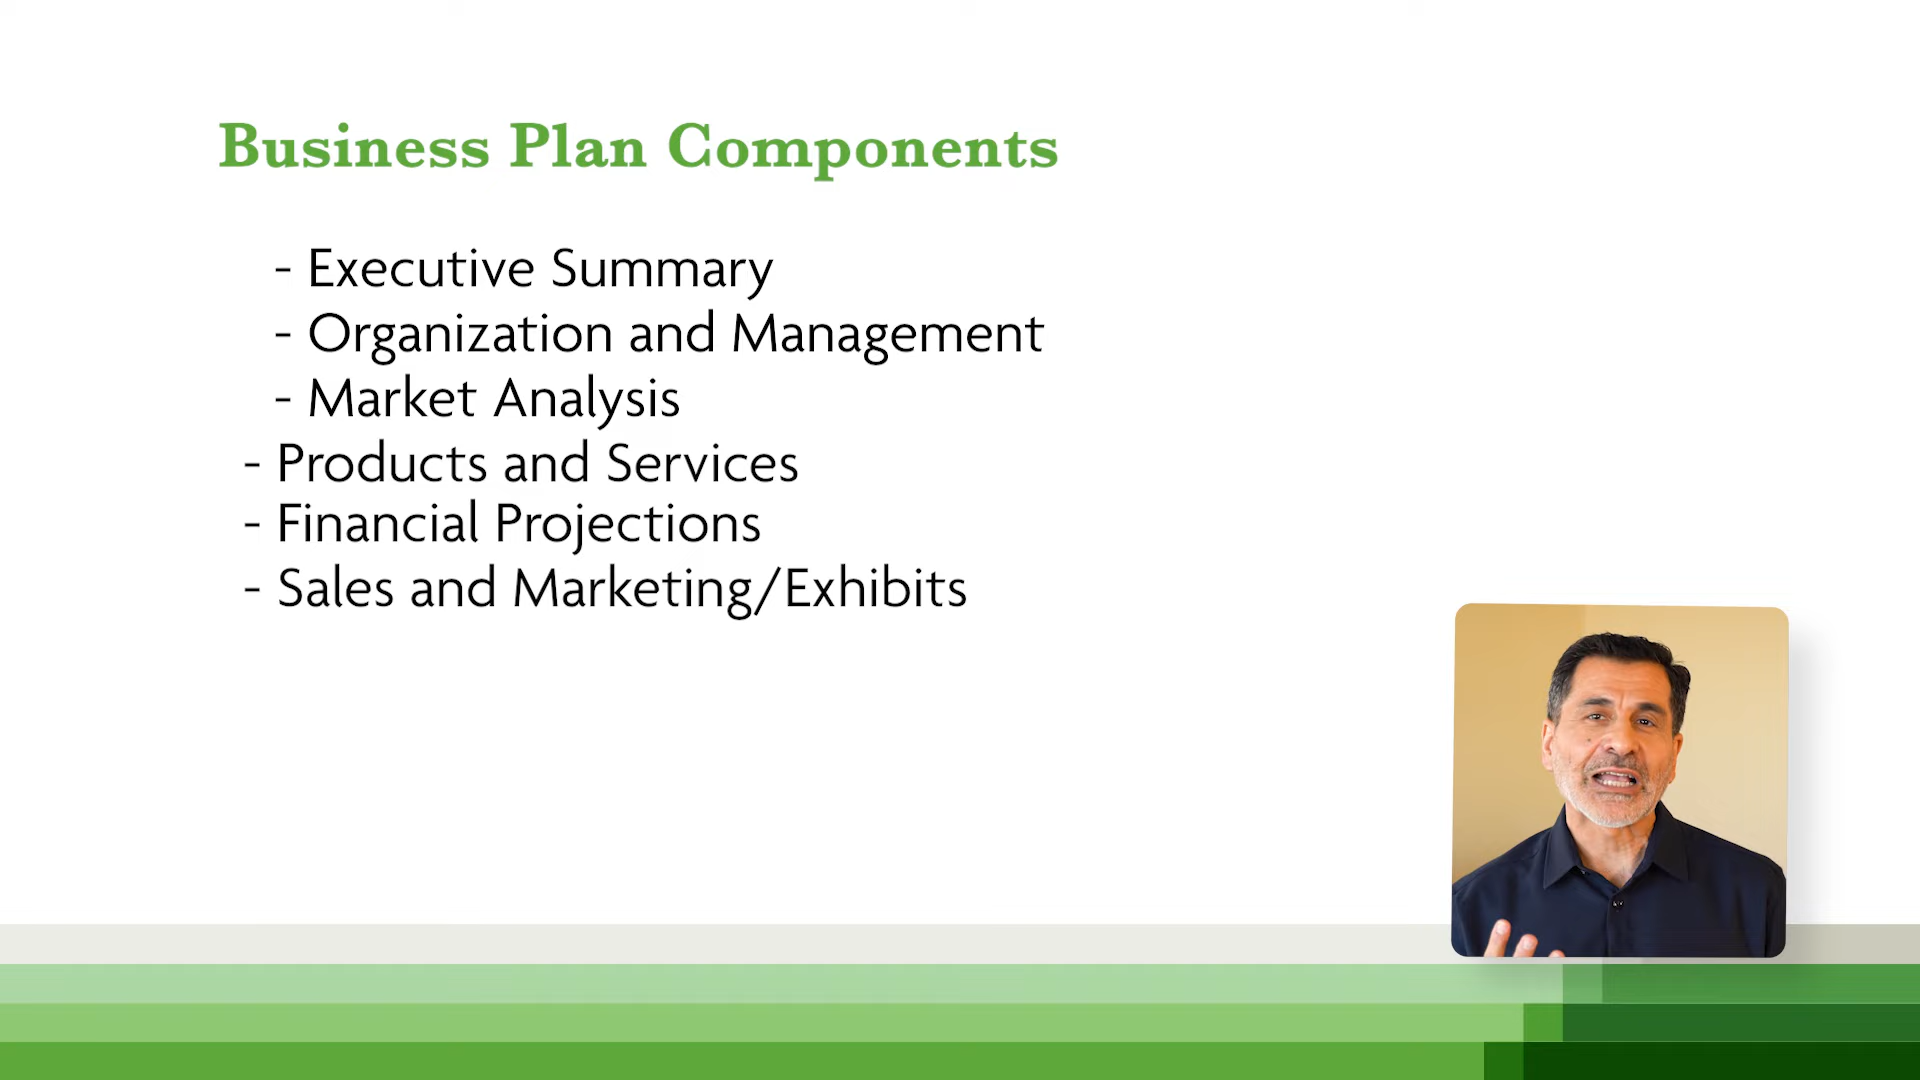 Business Plan Components
- Executive Summary
- Organization and Management
- Market Analysis
- Products and Services
- Financial Projections
- Sales and Marketing/Exhibits